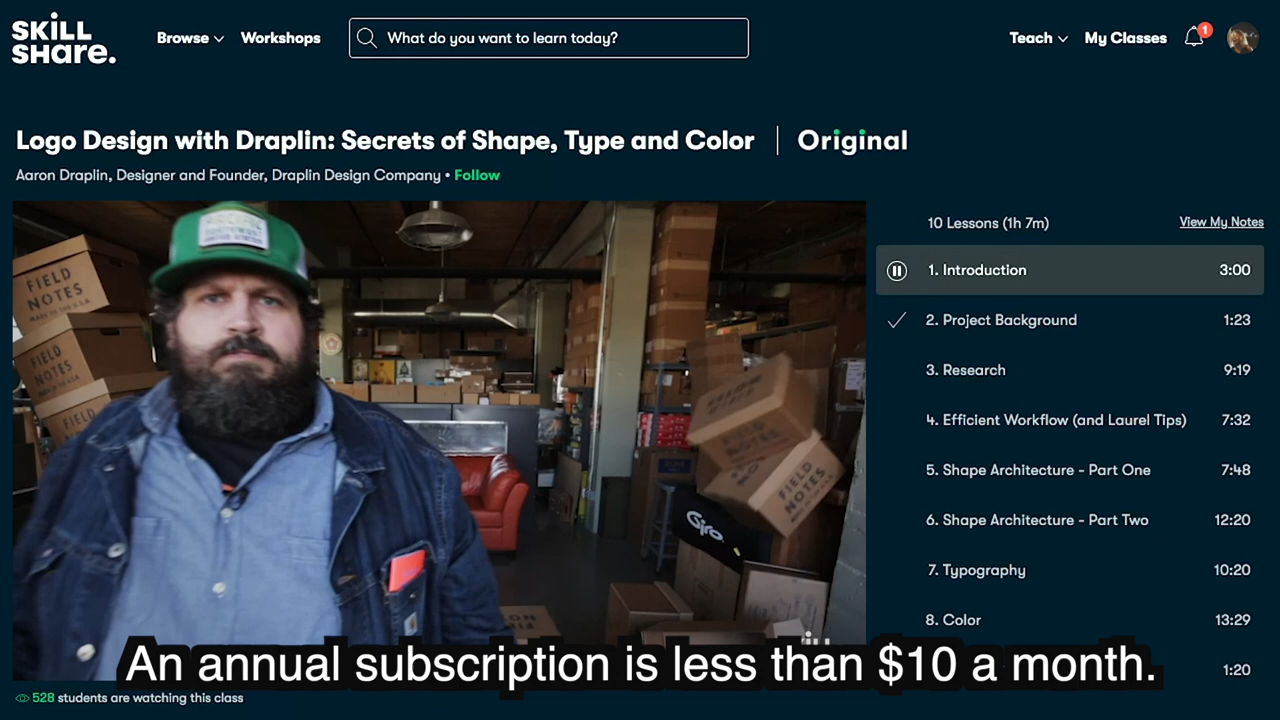 SKILL
SHare.
Browse
Workshops
What do you want to learn today?
Teach
My Classes
1
Logo Design with Draplin: Secrets of Shape, Type and Color | Original
Aaron Draplin, Designer and Founder, Draplin Design Company • Follow
10 Lessons (1h 7m)
View My Notes
1. Introduction 3:00
2. Project Background 1:23
3. Research 9:19
4. Efficient Workflow (and Laurel Tips) 7:32
5. Shape Architecture - Part One 7:48
6. Shape Architecture - Part Two 12:20
7. Typography 10:20
8. Color 13:29
1:20
FIELD
NOTES
MADE IN THE U.S.A.
FIELD
NOTES
FIELD
FIELD
NOTES
Giro
An annual subscription is less than $10 a month.
528 students are watching this class